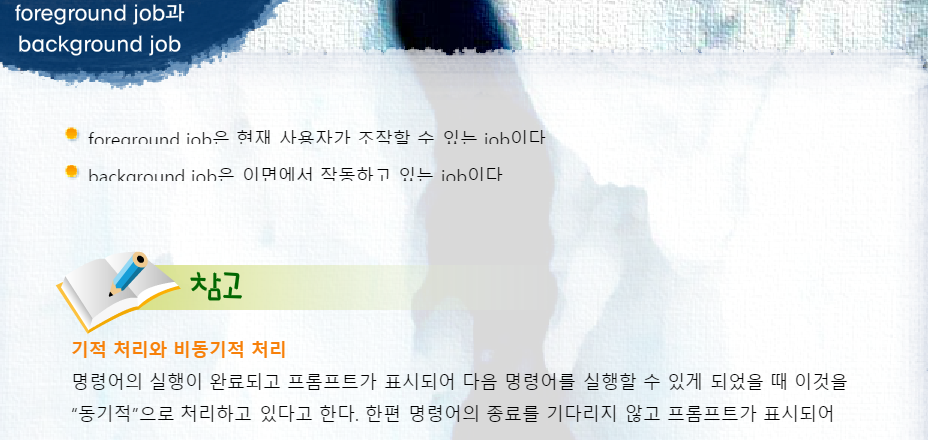 foreground job과
background job
foreground job은 현재 사용자가 조작할 수 있는 job이다
background job은 이면에서 작동하고 있는 job이다
참고
기적 처리와 비동기적 처리
명령어의 실행이 완료되고 프롬프트가 표시되어 다음 명령어를 실행할 수 있게 되었을 때 이것을
“동기적”으로 처리하고 있다고 한다. 한편 명령어의 종료를 기다리지 않고 프롬프트가 표시되어